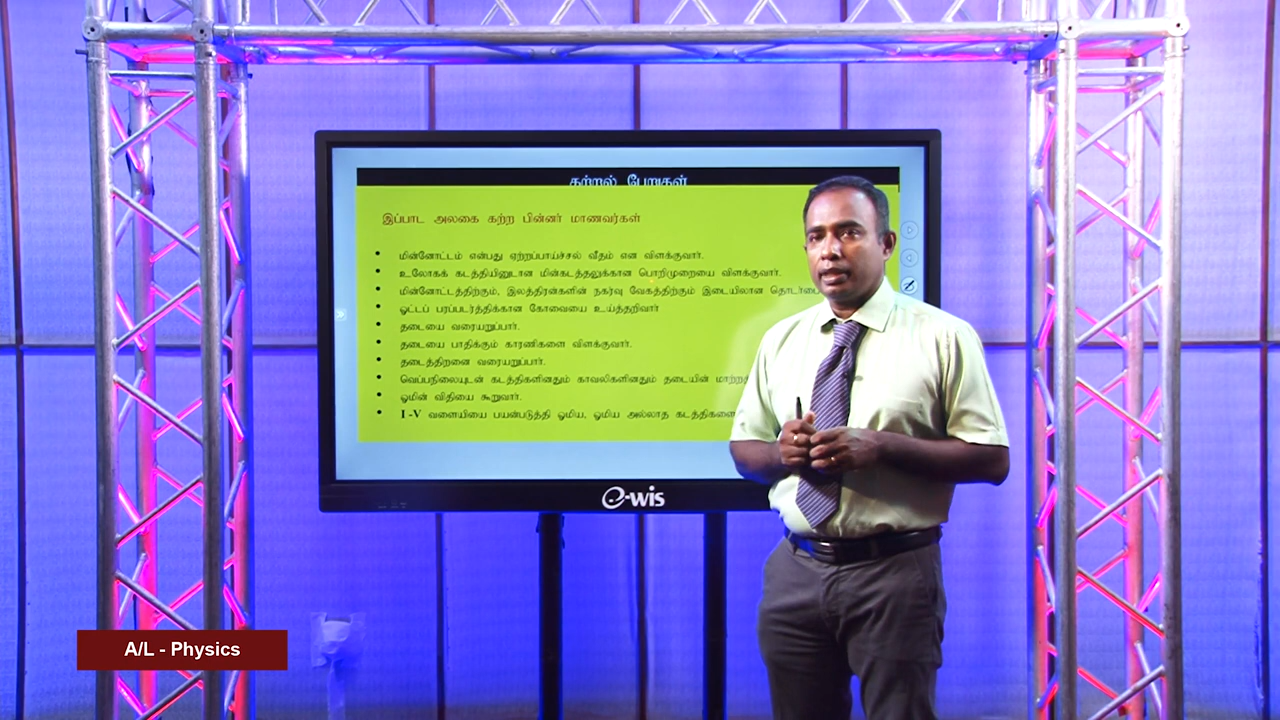 கற்றல் பேறுகள்
இப்பாட அலகை கற்ற பின்னர் மாணவர்கள்
• மின்னோட்டம் என்பது ஏற்றப்பாய்ச்சல் வீதம் என விளக்குவார்.
• உலோகக் கடத்தியினுடான மின்கடத்தலுக்கான பொறிமுறையை விளக்குவார்.
• மின்னோட்டத்திற்கும், இலத்திரன்களின் நகர்வு வேகத்திற்கும் இடையிலான
• ஓட்டப் பரப்படர்த்திக்கான கோவையை உய்த்தறிவார்
• தடையை வரையறுப்பார்.
• தடையை பாதிக்கும் காரணிகளை விளக்குவார்.
• தடைத்திறனை வரையறுப்பார்.
• வெப்பநிலையுடன் கடத்திகளினதும் காவலிகளினதும் தடையின்
• ஓமின் விதியை கூறுவார்.
• I -V வளையியை பயன்படுத்தி ஓமிய, ஓமிய அல்லாத கடத்திகளை
e-wis
A/L - Physics